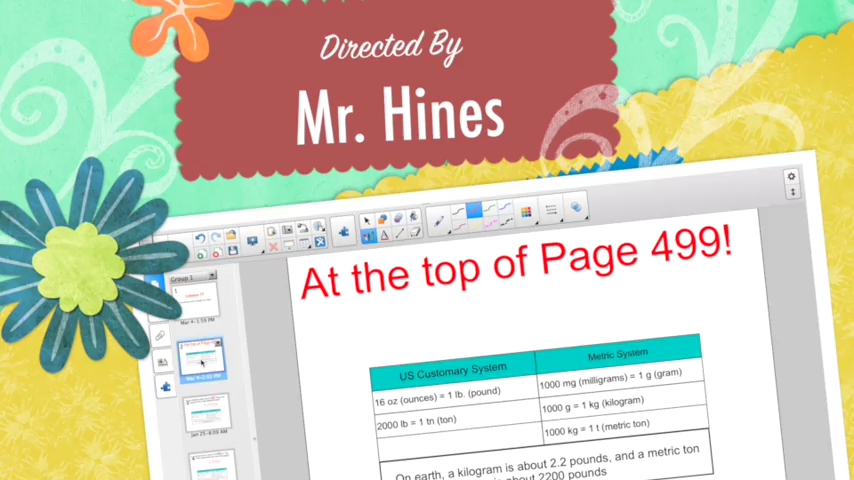 Directed By
Mr. Hines
At the top of Page 499!
Group 1
US Customary System
Metric System
16 oz (ounces) = 1 lb. (pound)
1000 mg (milligrams) = 1 g (gram)
2000 lb = 1 tn (ton)
1000 g = 1 kg (kilogram)
1000 kg = 1 t (metric ton)
On earth, a kilogram is about 2.2 pounds, and a metric ton
is about 2200 pounds